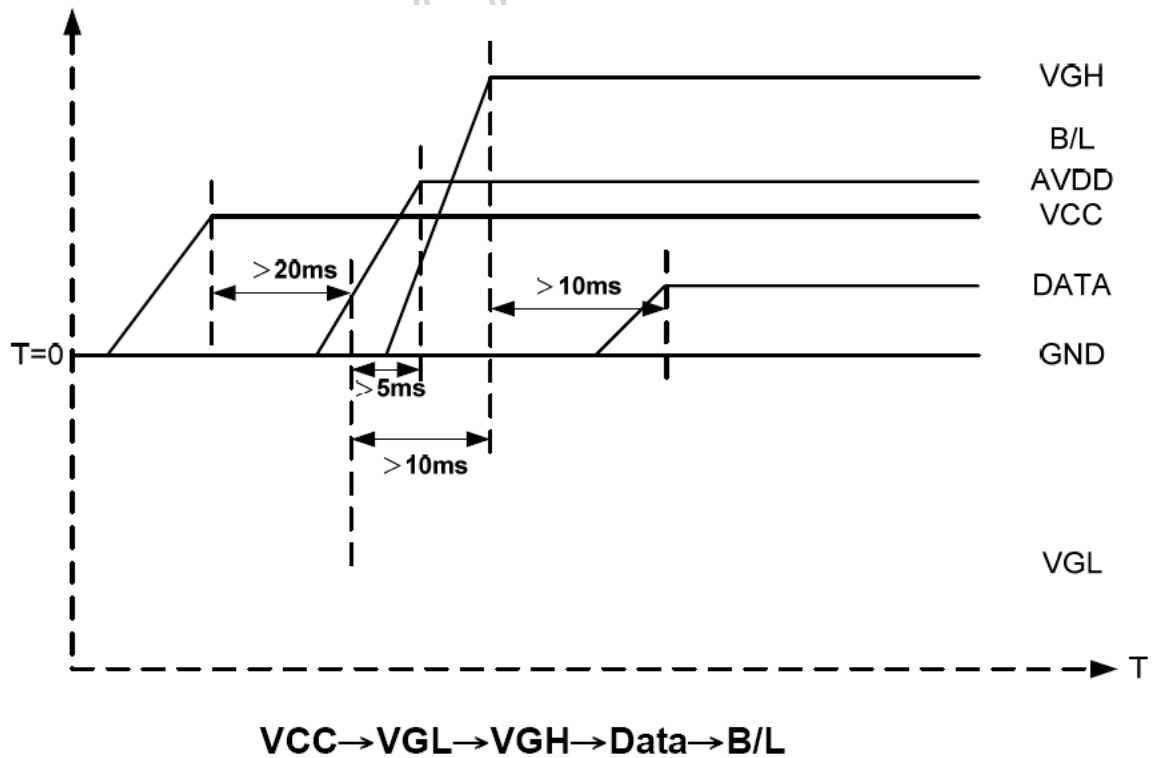 VGH
B/L
AVDD
VCC
>20ms
>10ms
DATA
T=0
GND
>5ms
>10ms
VGL
T
VCC→VGL→VGH→Data→B/L